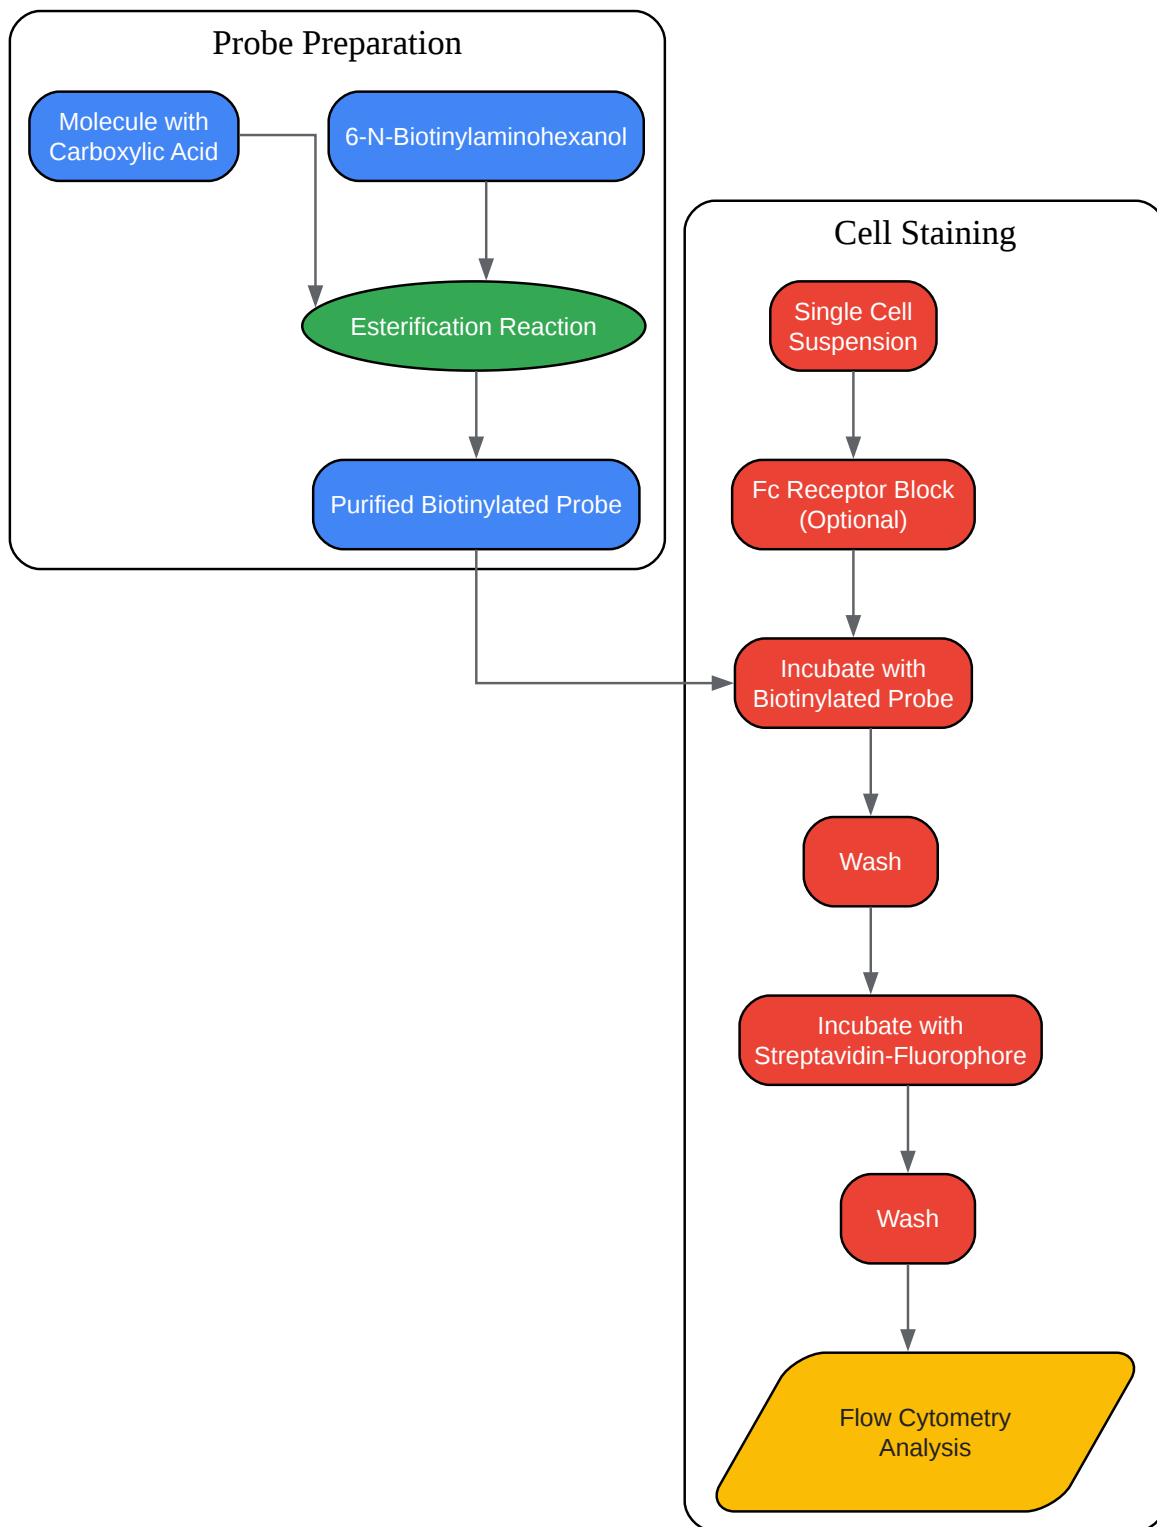 Probe Preparation
Molecule with
Carboxylic Acid
6-N-Biotinylaminohexanol
Esterification Reaction
Purified Biotinylated Probe
Cell Staining
Single Cell
Suspension
Fc Receptor Block
(Optional)
Incubate with
Biotinylated Probe
Wash
Incubate with
Streptavidin-Fluorophore
Wash
Flow Cytometry
Analysis